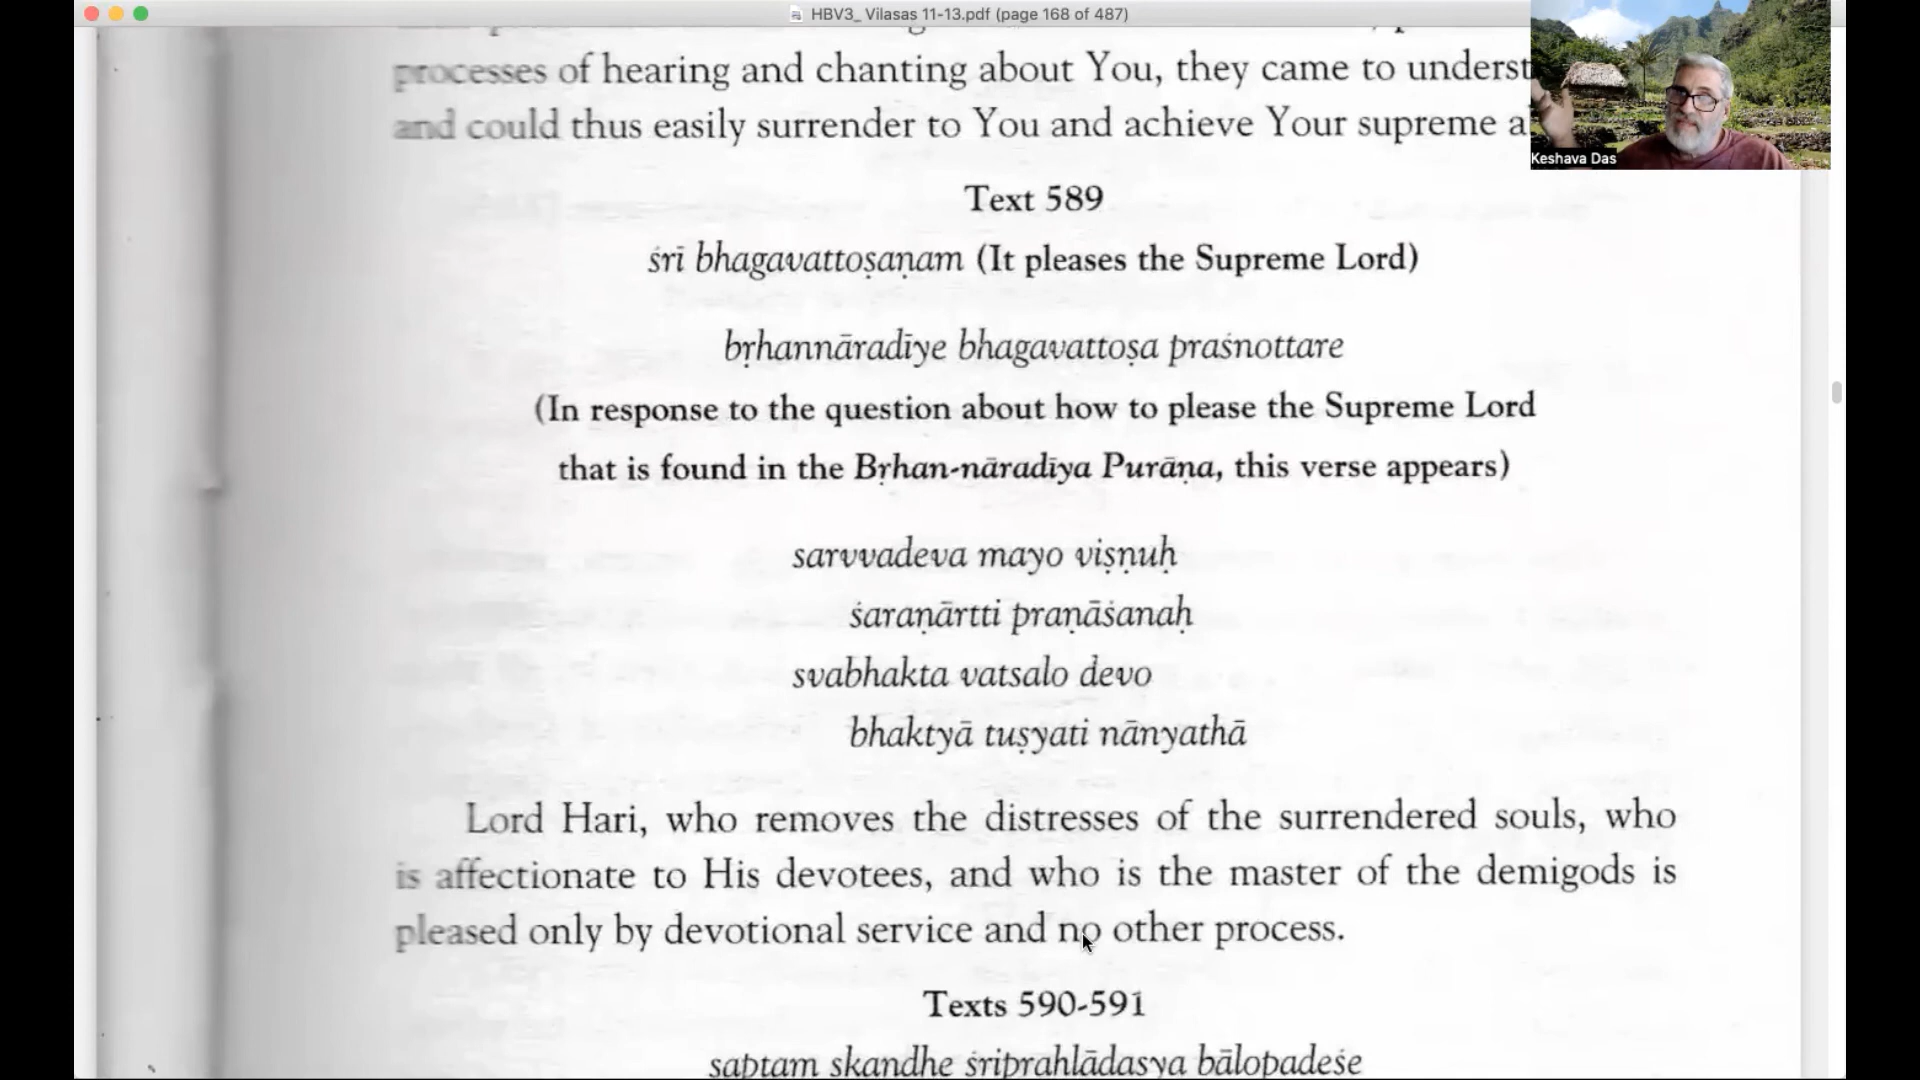 HBV3_ Vilasas 11-13.pdf (page 168 of 487)
processes of hearing and chanting about You, they came to underst
and could thus easily surrender to You and achieve Your supreme a
Keshava Das
Text 589
śrī bhagavattoṣaṇam (It pleases the Supreme Lord)
bṛhannāradīye bhagavattoṣa praśnottare
(In response to the question about how to please the Supreme Lord
that is found in the Bṛhan-nāradīya Purāṇa, this verse appears)
sarvvadeva mayo viṣṇuḥ
śaraṇārtti praṇāśanaḥ
svabhakta vatsalo devo
bhaktyā tuṣyati nānyathā
Lord Hari, who removes the distresses of the surrendered souls, who
is affectionate to His devotees, and who is the master of the demigods is
pleased only by devotional service and no other process.
Texts 590-591
saptam skandhe śriprahlādasya bālopadeśe